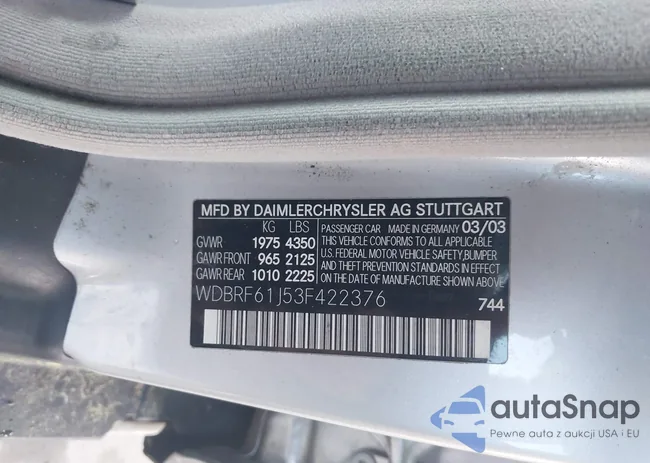 MFD BY DAIMLERCHRYSLER AG STUTTGART
KG LBS
GVWR 1975 4350
GAWR FRONT 965 2125
GAWR REAR 1010 2225
PASSENGER CAR MADE IN GERMANY 03/03
THIS VEHICLE CONFORMS TO ALL APPLICABLE
U.S. FEDERAL MOTOR VEHICLE SAFETY,BUMPER
AND THEFT PREVENTION STANDARDS IN EFFECT
ON THE DATE OF MANUFACTURE SHOWN ABOVE.
WDBRF61J53F422376
744
autoSnap
Pewne auta z aukcji USA i EU